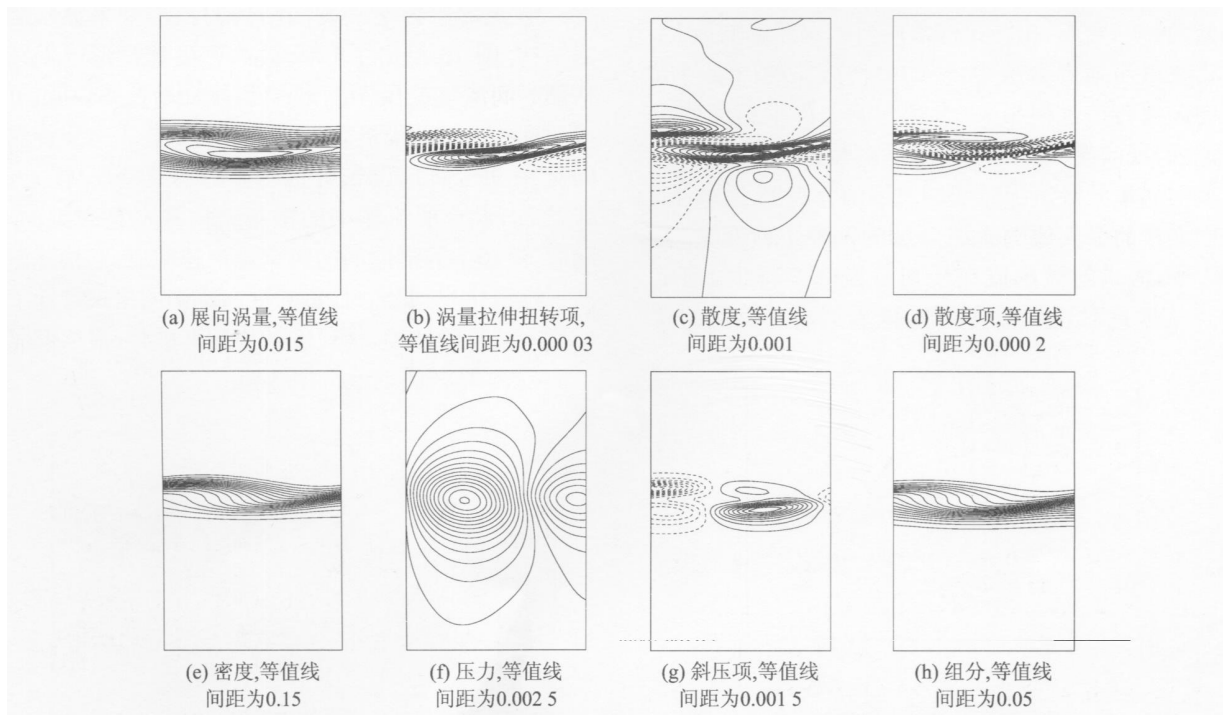 (a) 展向涡量,等值线
间距为0.015
(b) 涡量拉伸扭转项,
等值线间距为0.000 03
(c) 散度,等值线
间距为0.001
(d) 散度项,等值线
间距为0.000 2
(e) 密度,等值线
间距为0.15
(f) 压力,等值线
间距为0.002 5
(g) 斜压项,等值线
间距为0.001 5
(h) 组分,等值线
间距为0.05